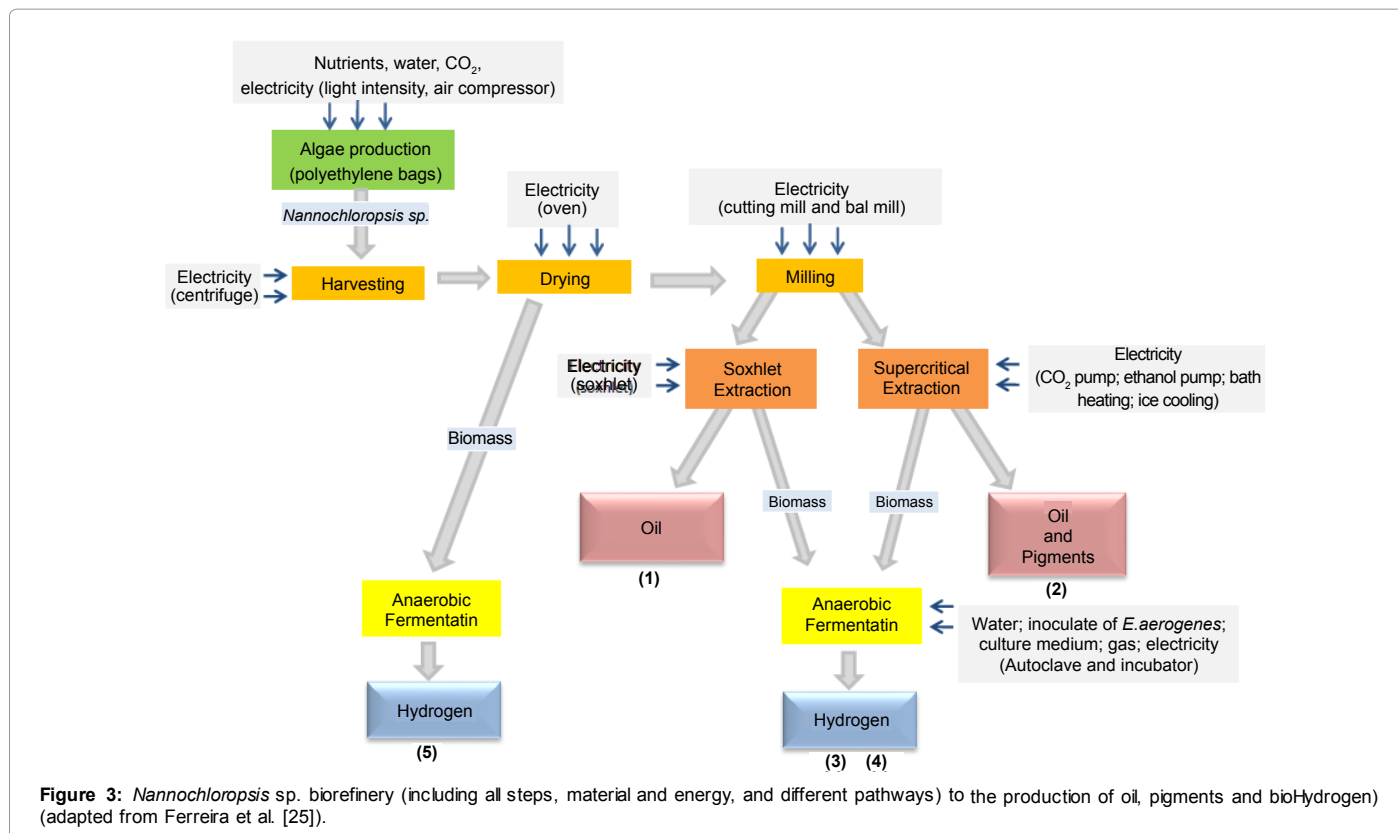 Nutrients, water, CO₂,
electricity (light intensity, air compressor)
Algae production
(polyethylene bags)
Nannochloropsis sp.
Electricity
(centrifuge)
Harvesting
Electricity
(oven)
Drying
Electricity
(cutting mill and bal mill)
Milling
Electricity
(soxhlet)
Soxhlet
Extraction
Supercritical
Extraction
Electricity
(CO₂ pump; ethanol pump; bath
heating; ice cooling)
Biomass
Biomass
Biomass
Oil
(1)
Oil
and
Pigments
(2)
Anaerobic
Fermentatin
Anaerobic
Fermentatin
Water; inoculate of E.aerogenes;
culture medium; gas; electricity
(Autoclave and incubator)
Hydrogen
(5)
Hydrogen
(3) (4)
Figure 3: Nannochloropsis sp. biorefinery (including all steps, material and energy, and different pathways) to the production of oil, pigments and bioHydrogen)
(adapted from Ferreira et al. [25]).